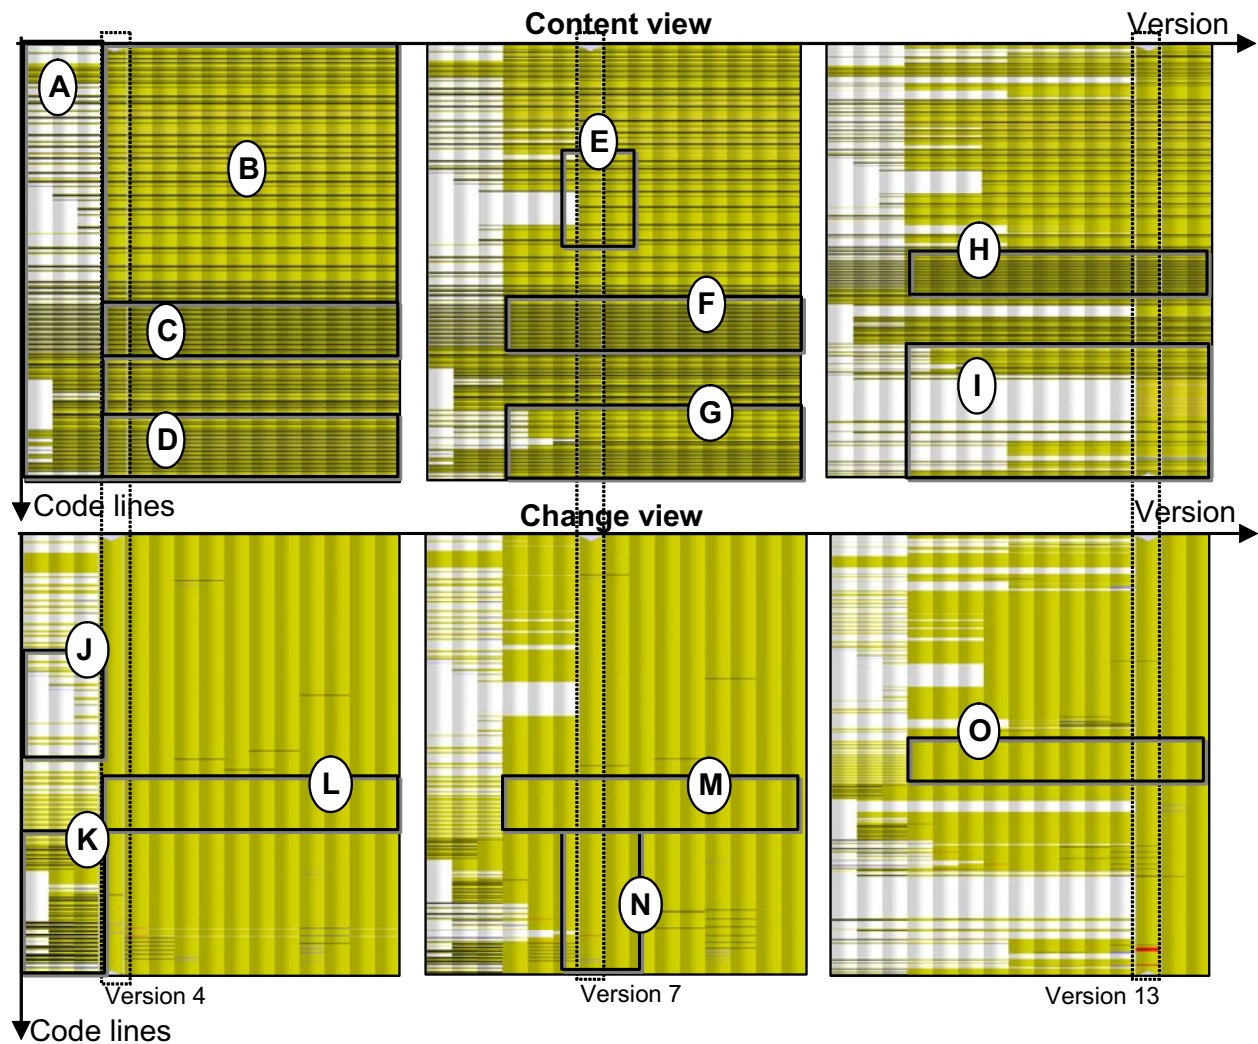 Content view
Version
A
B
E
H
C
F
D
G
I
Code lines
Change view
Version
J
K
L
M
N
O
Version 4
Version 7
Version 13
Code lines